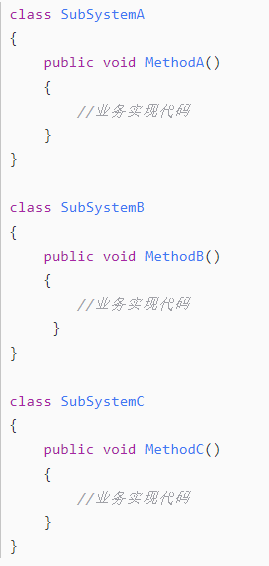 class SubSystemA
{
    public void MethodA()
    {
        //业务实现代码
    }
}

class SubSystemB
{
    public void MethodB()
    {
        //业务实现代码
     }
}

class SubSystemC
{
    public void MethodC()
    {
        //业务实现代码
    }
}